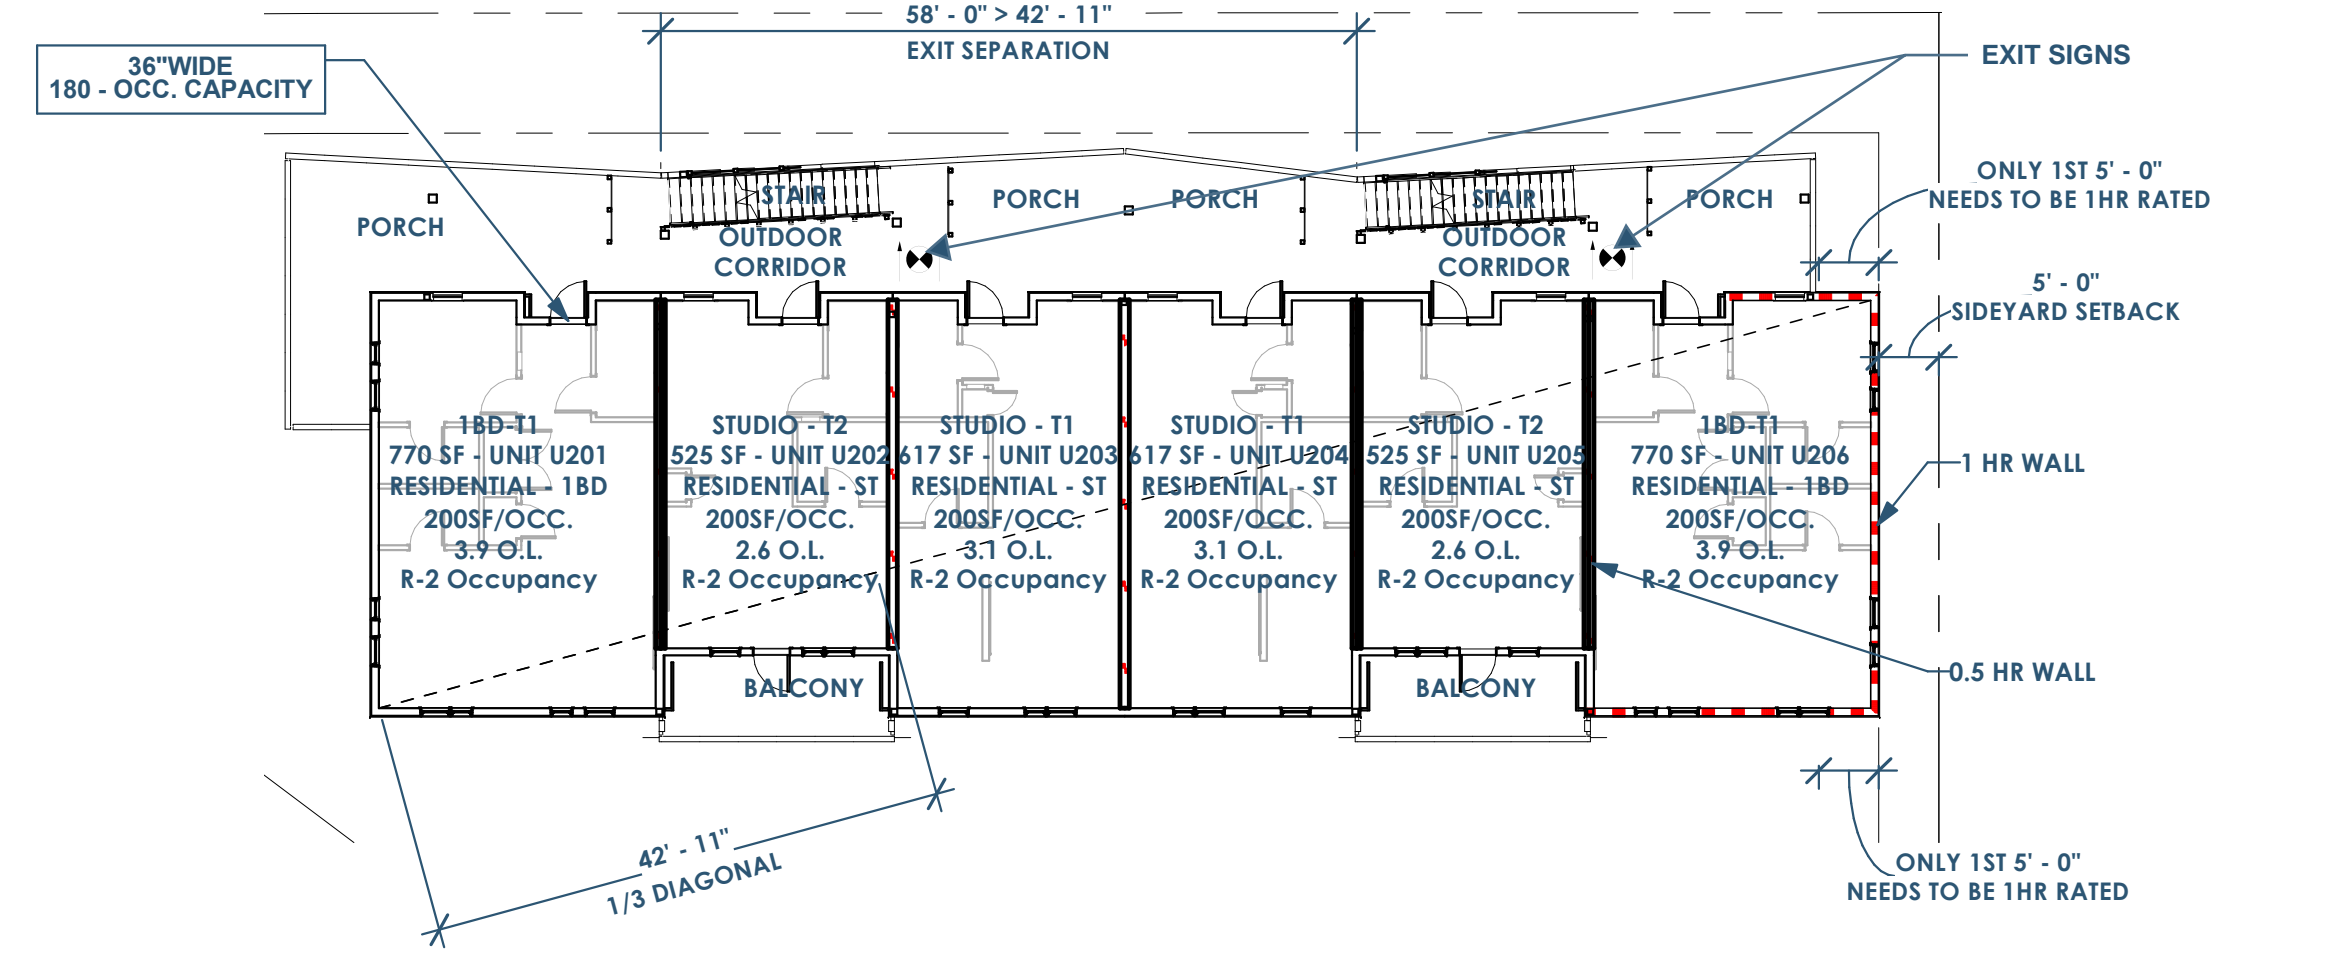 58' - 0" > 42' - 11"
EXIT SEPARATION
36"WIDE
180 - OCC. CAPACITY
EXIT SIGNS
ONLY 1ST 5' - 0"
NEEDS TO BE 1HR RATED
PORCH
STAIR
OUTDOOR
CORRIDOR
PORCH
PORCH
STAIR
OUTDOOR
CORRIDOR
PORCH
5' - 0"
SIDEYARD SETBACK
1BD-T1
770 SF - UNIT U201
RESIDENTIAL - 1BD
200SF/OCC.
3.9 O.L.
R-2 Occupancy
STUDIO - T2
525 SF - UNIT U202
RESIDENTIAL - ST
200SF/OCC.
2.6 O.L.
R-2 Occupancy
STUDIO - T1
617 SF - UNIT U203
RESIDENTIAL - ST
200SF/OCC.
3.1 O.L.
R-2 Occupancy
STUDIO - T1
617 SF - UNIT U204
RESIDENTIAL - ST
200SF/OCC.
3.1 O.L.
R-2 Occupancy
STUDIO - T2
525 SF - UNIT U205
RESIDENTIAL - ST
200SF/OCC.
2.6 O.L.
R-2 Occupancy
1BD-T1
770 SF - UNIT U206
RESIDENTIAL - 1BD
200SF/OCC.
3.9 O.L.
R-2 Occupancy
1 HR WALL
0.5 HR WALL
BALCONY
BALCONY
42' - 11"
1/3 DIAGONAL
ONLY 1ST 5' - 0"
NEEDS TO BE 1HR RATED